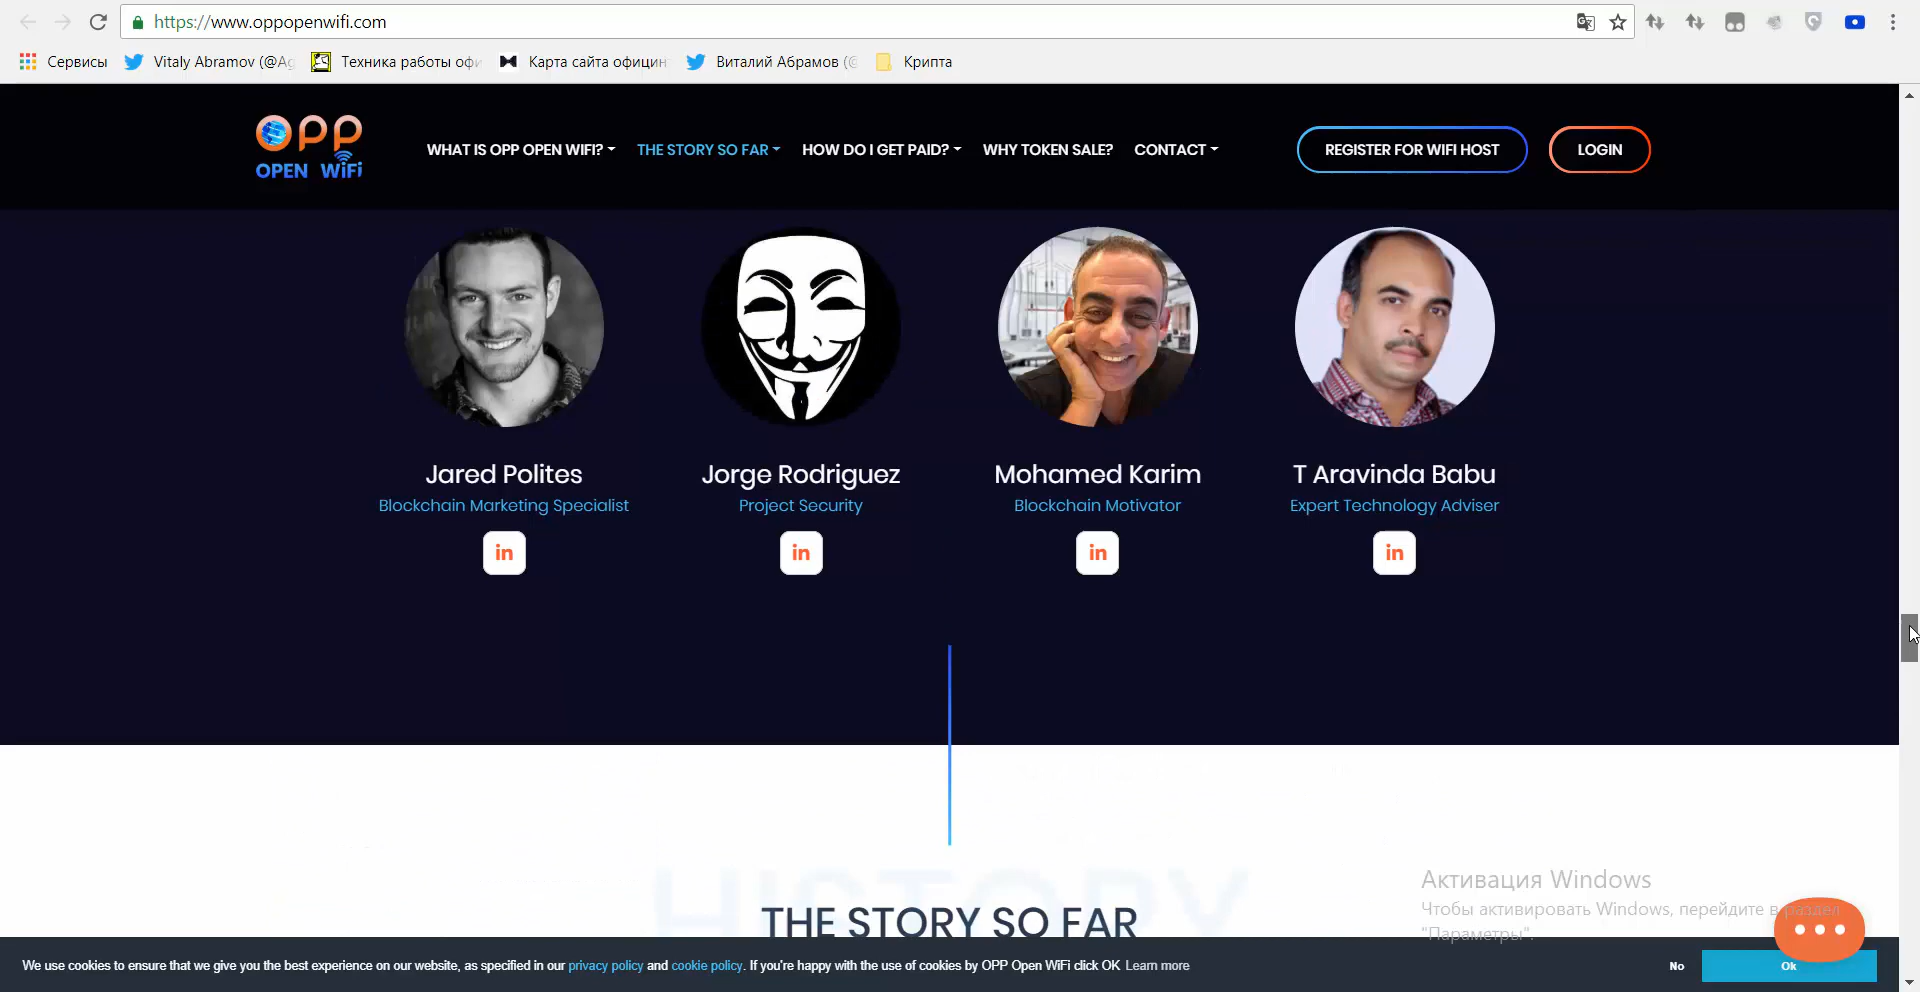 https://www.oppopenwifi.com
Сервисы
Vitaly Abramov (@Ag
Техника работы офи
Карта сайта официн
Виталий Абрамов (@
Крипта
OPP
OPEN WiFi
WHAT IS OPP OPEN WIFI?
THE STORY SO FAR
HOW DO I GET PAID?
WHY TOKEN SALE?
CONTACT
REGISTER FOR WIFI HOST
LOGIN
Jared Polites
Blockchain Marketing Specialist
in
Jorge Rodriguez
Project Security
in
Mohamed Karim
Blockchain Motivator
in
T Aravinda Babu
Expert Technology Adviser
in
HISTORY
THE STORY SO FAR
Активация Windows
Чтобы активировать Windows, перейдите в раздел
"Параметры".
We use cookies to ensure that we give you the best experience on our website, as specified in our privacy policy and cookie policy. If you're happy with the use of cookies by OPP Open WiFi click OK Learn more
No
Ok